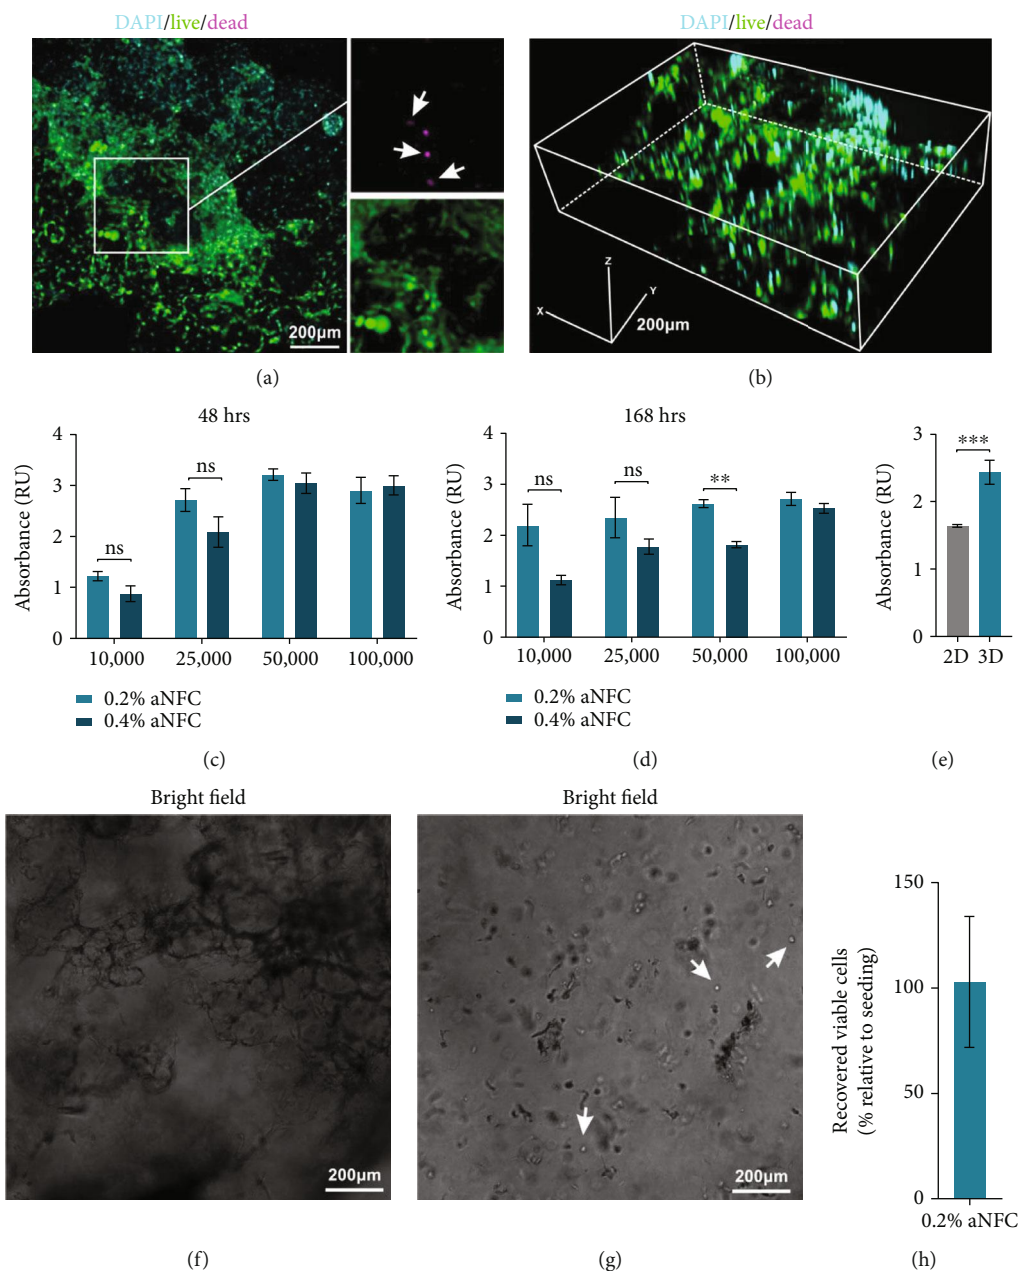 DAPI/live/dead
200µm
(a)
DAPI/live/dead
Z
Y
X
200µm
(b)
48 hrs
Absorbance (RU)
4
3
2
1
0
ns
ns
10,000
25,000
50,000
100,000
0.2% aNFC
0.4% aNFC
(c)
168 hrs
Absorbance (RU)
4
3
2
1
0
ns
ns
**
10,000
25,000
50,000
100,000
0.2% aNFC
0.4% aNFC
(d)
Absorbance (RU)
3
2
1
0
***
2D
3D
(e)
Bright field
200µm
(f)
Bright field
200µm
(g)
Recovered viable cells
(% relative to seeding)
150
100
50
0
0.2% aNFC
(h)